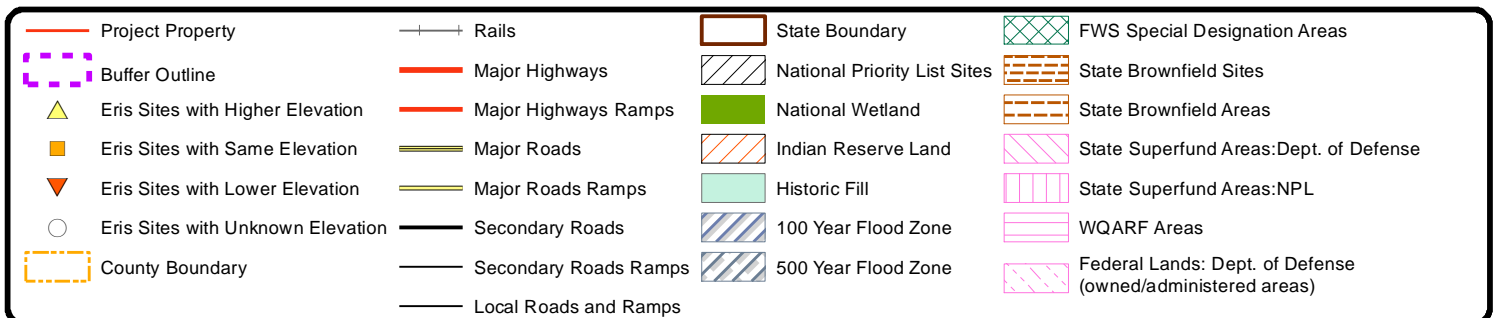 Project Property
Buffer Outline
Eris Sites with Higher Elevation
Eris Sites with Same Elevation
Eris Sites with Lower Elevation
Eris Sites with Unknown Elevation
County Boundary
Rails
Major Highways
Major Highways Ramps
Major Roads
Major Roads Ramps
Secondary Roads
Secondary Roads Ramps
Local Roads and Ramps
State Boundary
National Priority List Sites
National Wetland
Indian Reserve Land
Historic Fill
100 Year Flood Zone
500 Year Flood Zone
FWS Special Designation Areas
State Brownfield Sites
State Brownfield Areas
State Superfund Areas:Dept. of Defense
State Superfund Areas:NPL
WQARF Areas
Federal Lands: Dept. of Defense
(owned/administered areas)